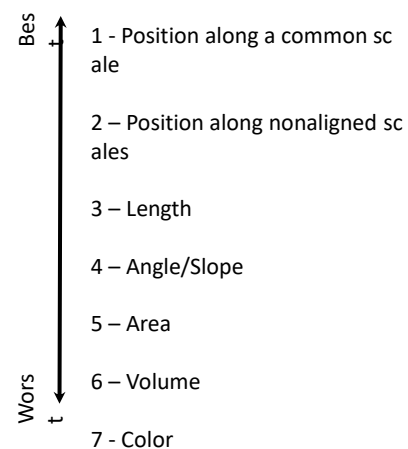 Bes
t
1 - Position along a common sc
ale
2 – Position along nonaligned sc
ales
3 – Length
4 – Angle/Slope
5 – Area
6 – Volume
Wors
t
7 - Color